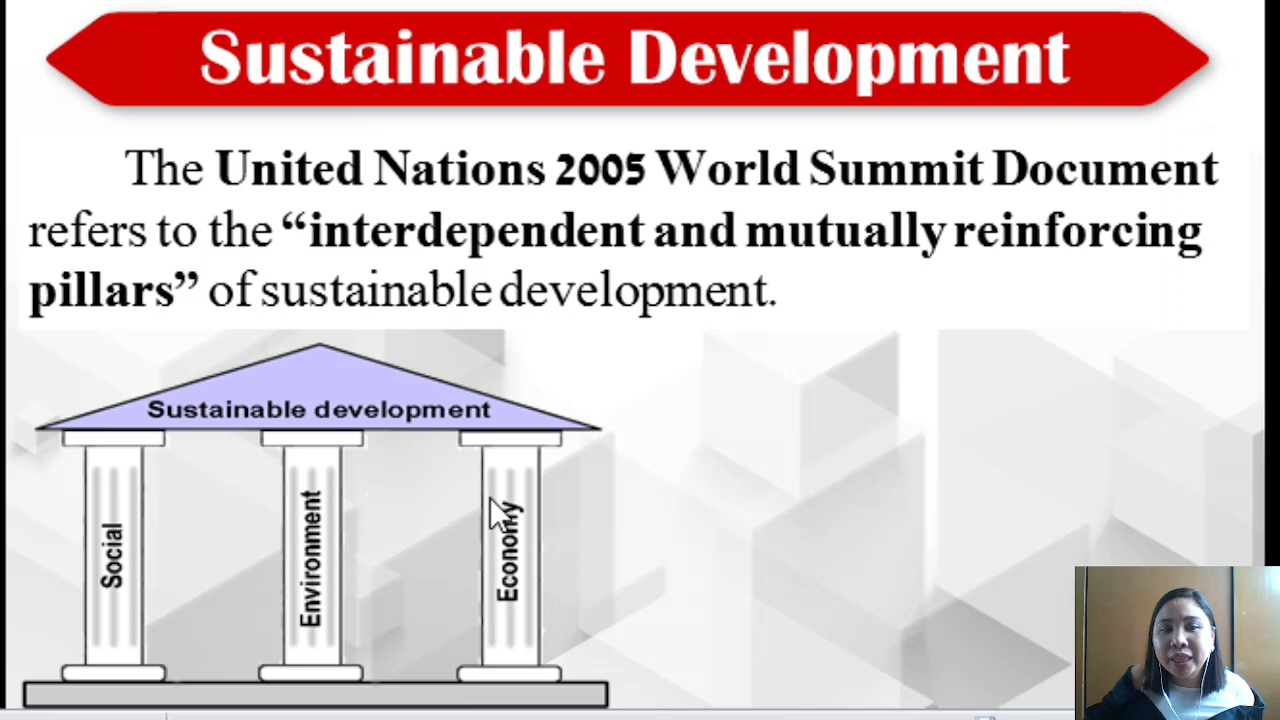 Sustainable Development
The United Nations 2005 World Summit Document
refers to the “interdependent and mutually reinforcing
pillars” of sustainable development.
Sustainable development
Social
Environment
Economy